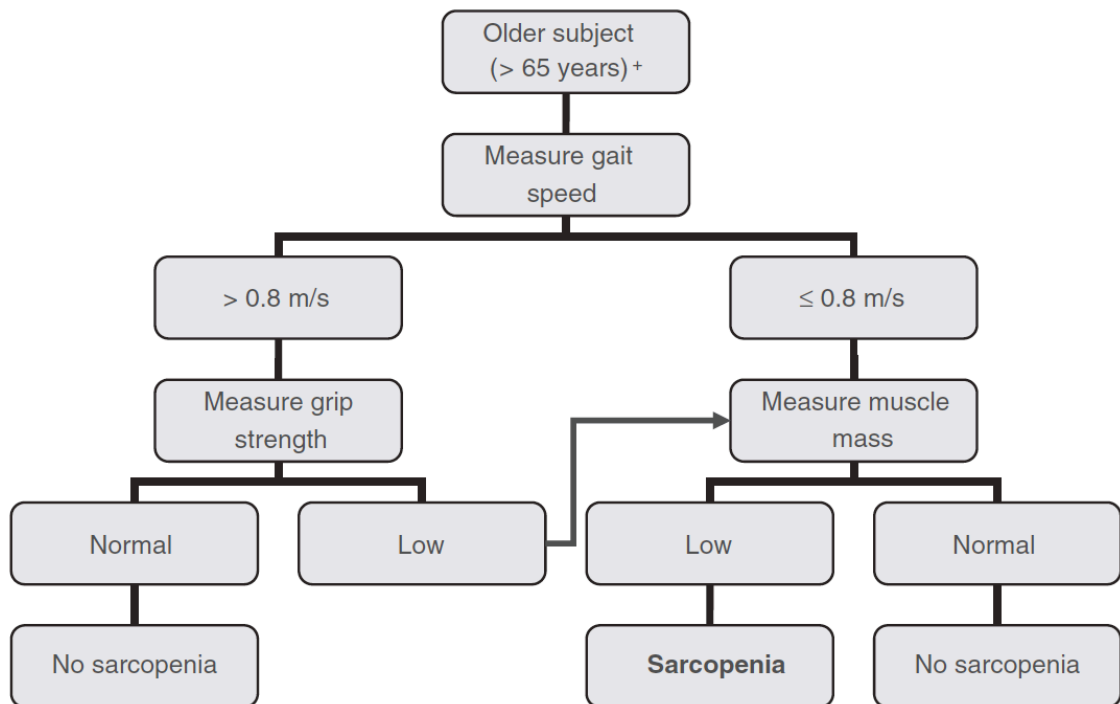 Older subject
(> 65 years) +
Measure gait
speed
> 0.8 m/s
≤ 0.8 m/s
Measure grip
strength
Measure muscle
mass
Normal
Low
Low
Normal
No sarcopenia
Sarcopenia
No sarcopenia